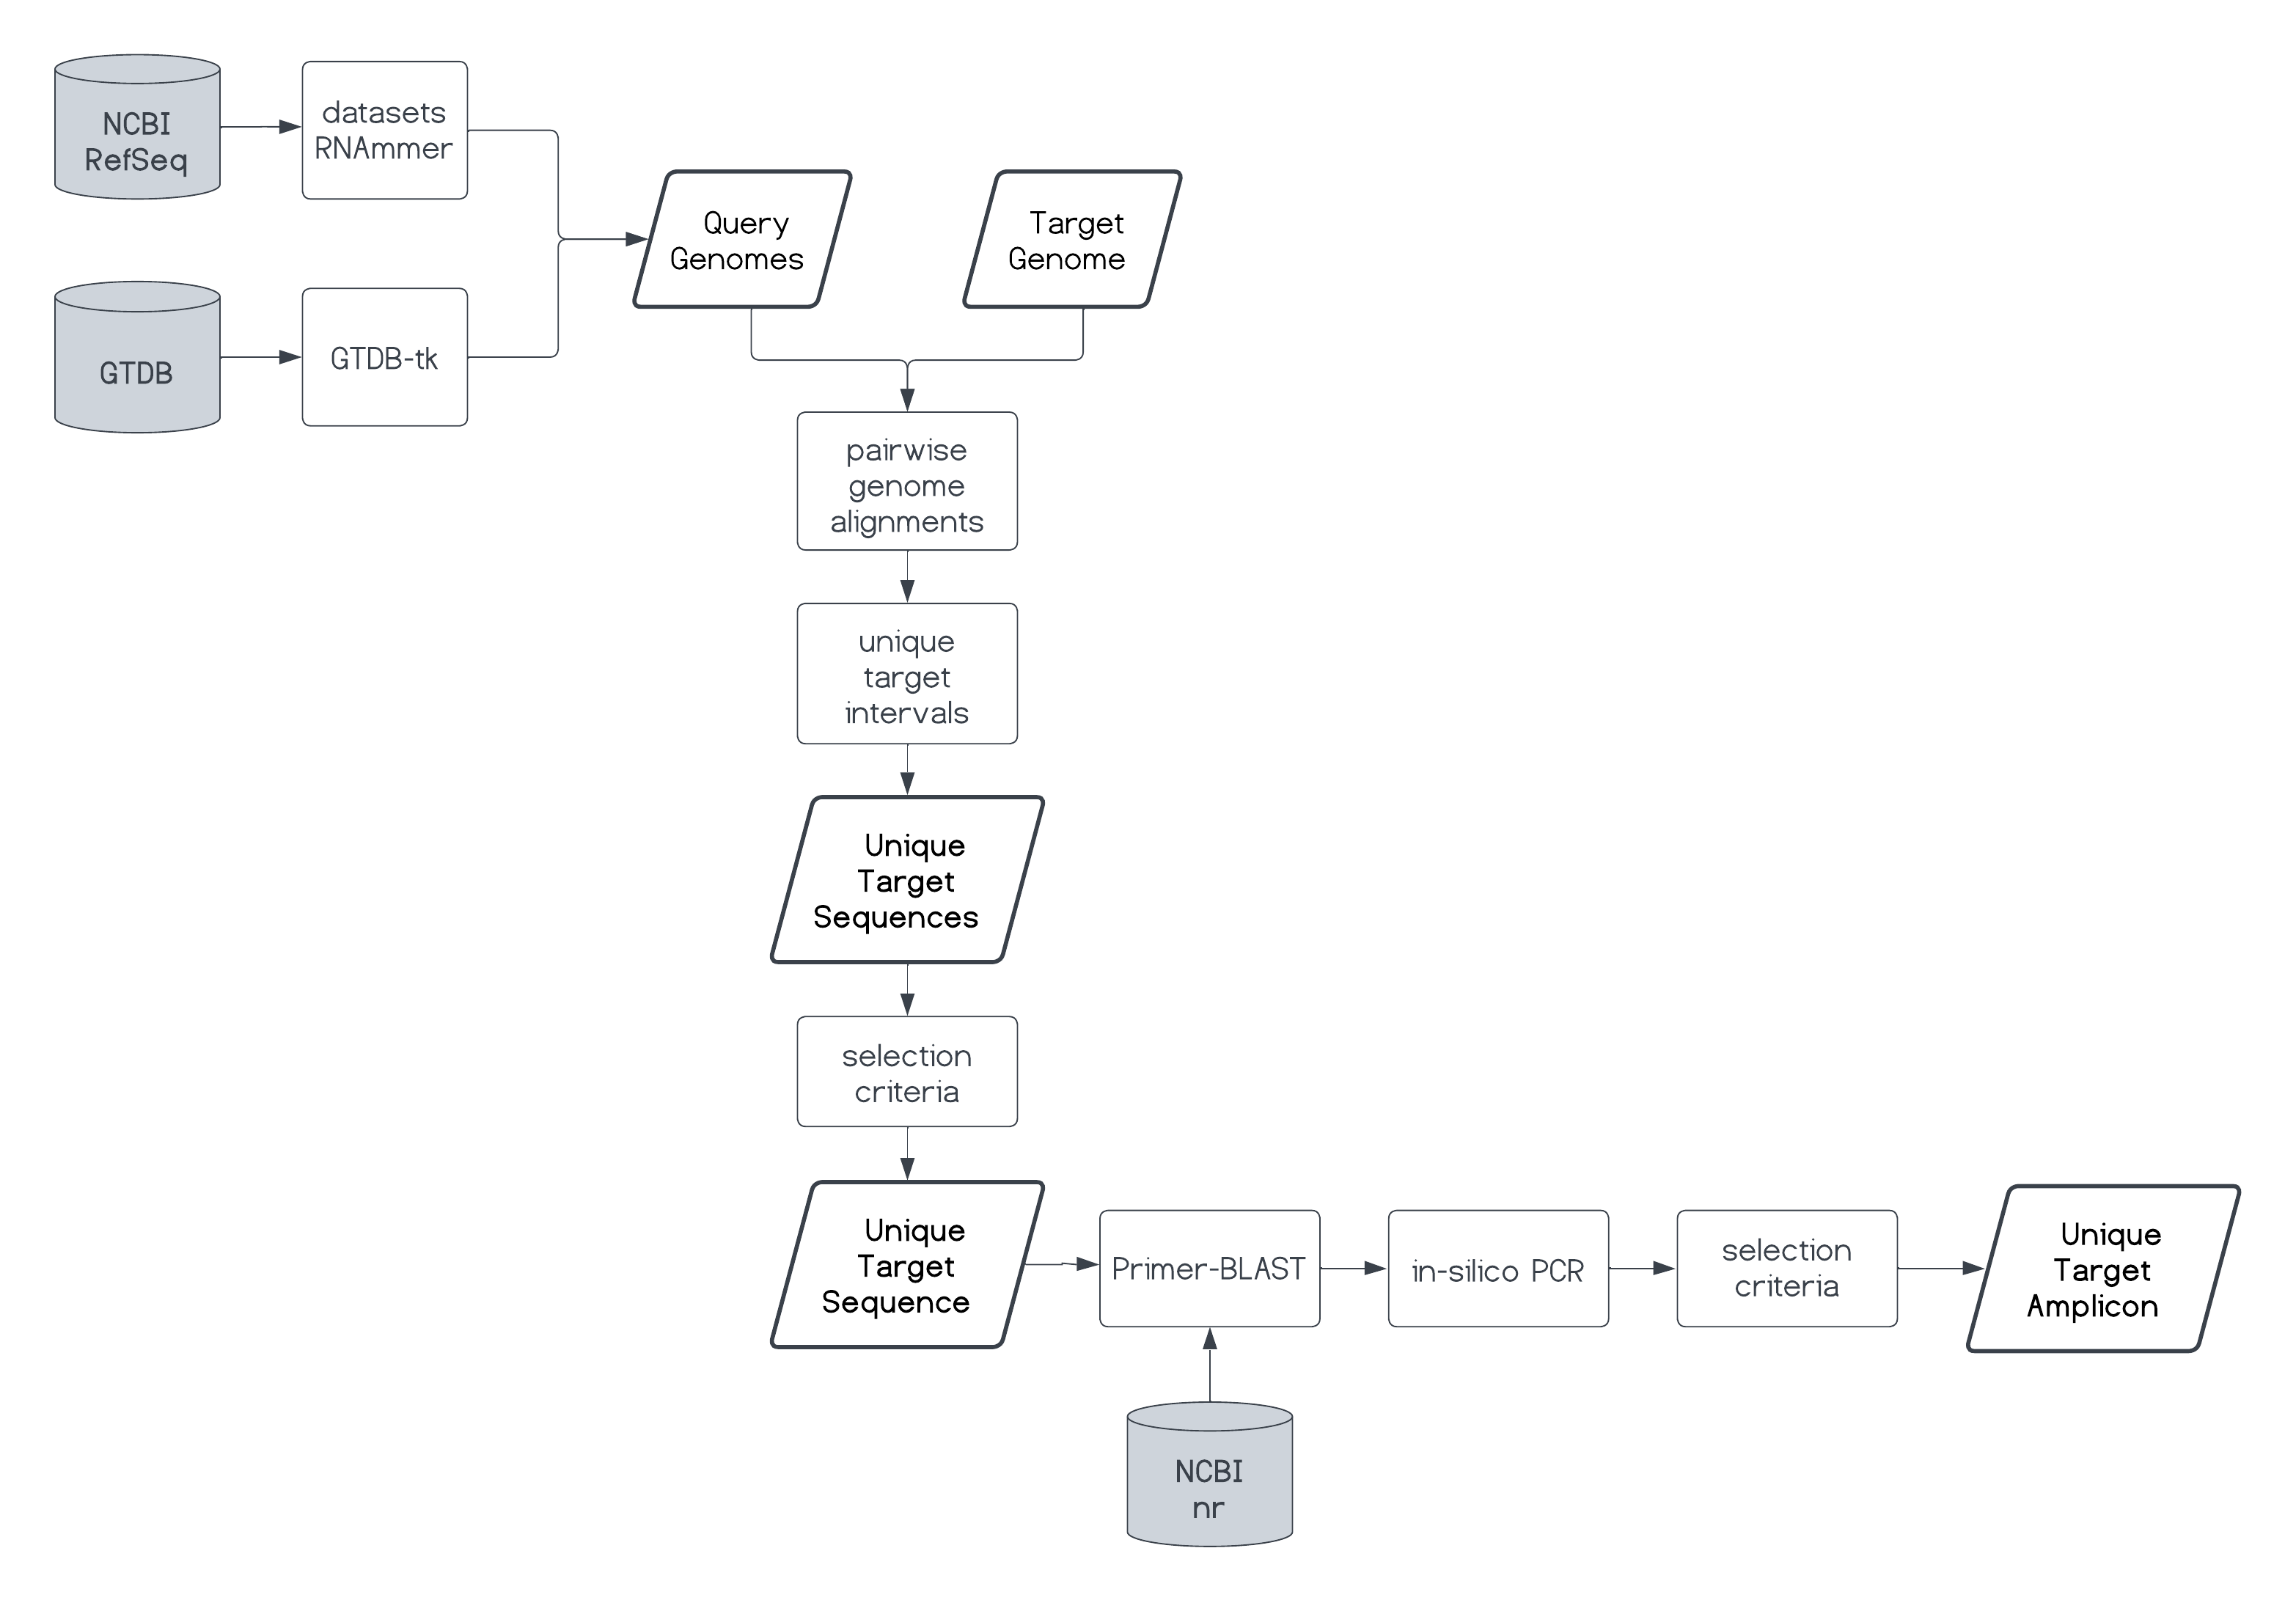 NCBI
RefSeq
datasets
RNAmmer
GTDB
GTDB-tk
Query
Genomes
Target
Genome
pairwise
genome
alignments
unique
target
intervals
Unique
Target
Sequences
selection
criteria
Unique
Target
Sequence
Primer-BLAST
in-silico PCR
selection
criteria
Unique
Target
Amplicon
NCBI
nr